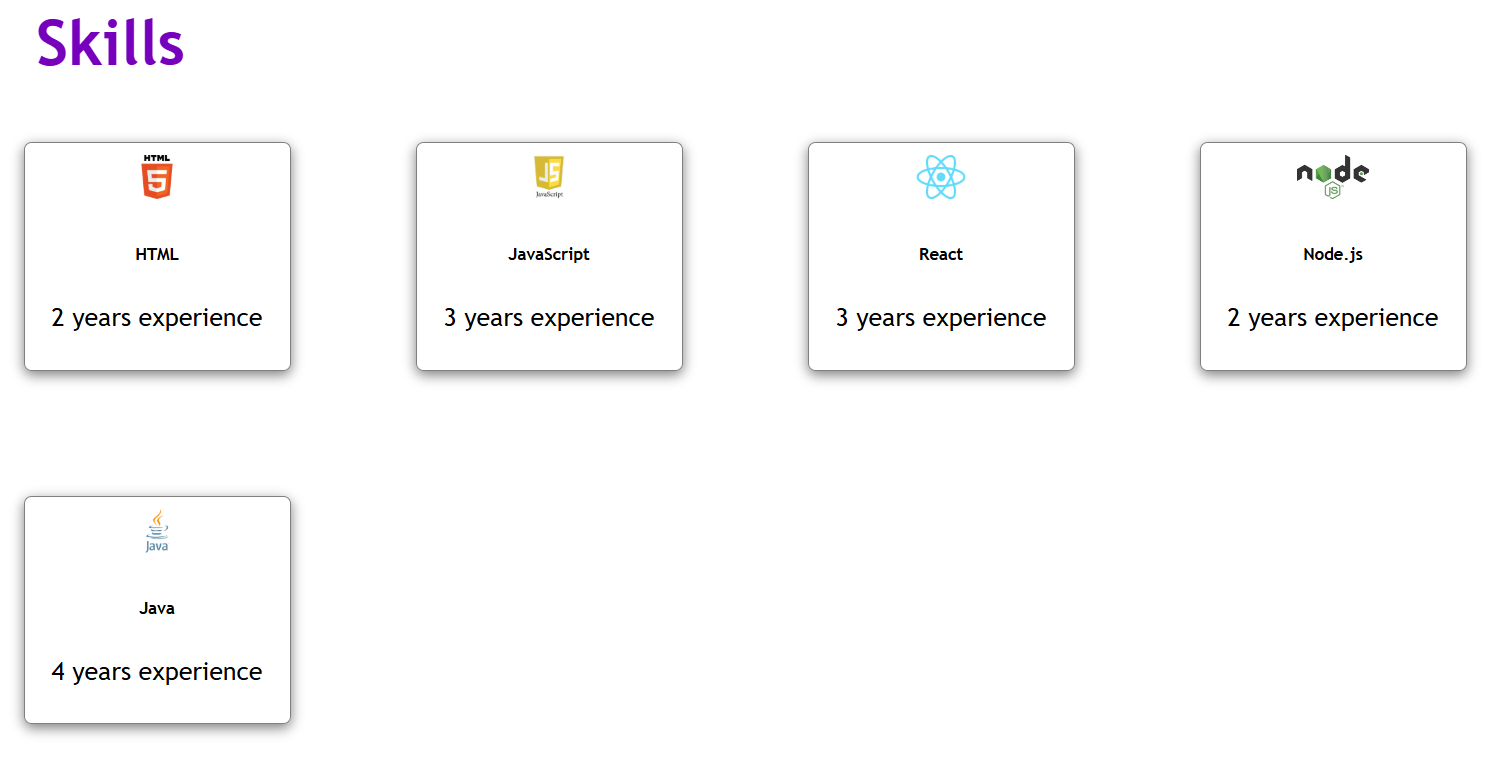 Skills
HTML
5
HTML
2 years experience
JS
JavaScript
JavaScript
3 years experience
React
3 years experience
node
JS
Node.js
2 years experience
Java
Java
4 years experience